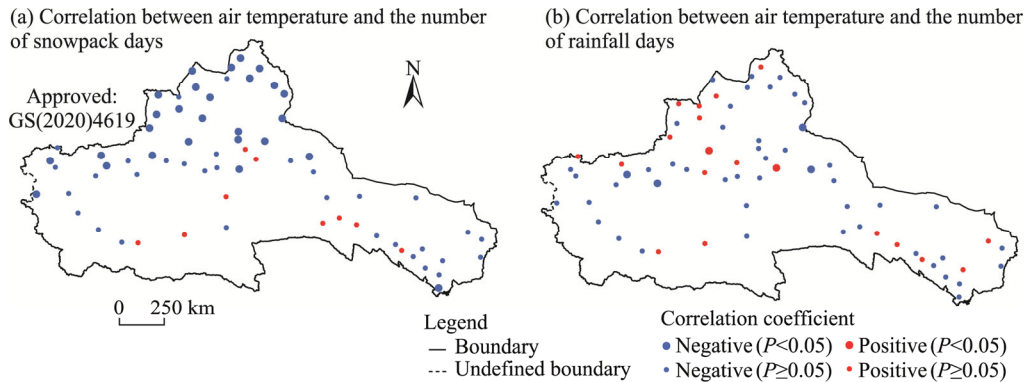 (a) Correlation between air temperature and the number
of snowpack days
(b) Correlation between air temperature and the number
of rainfall days
Approved:
GS(2020)4619
N
0 250 km
Legend
Boundary
Undefined boundary
Correlation coefficient
Negative (P<0.05) Positive (P<0.05)
Negative (P≥0.05) Positive (P≥0.05)